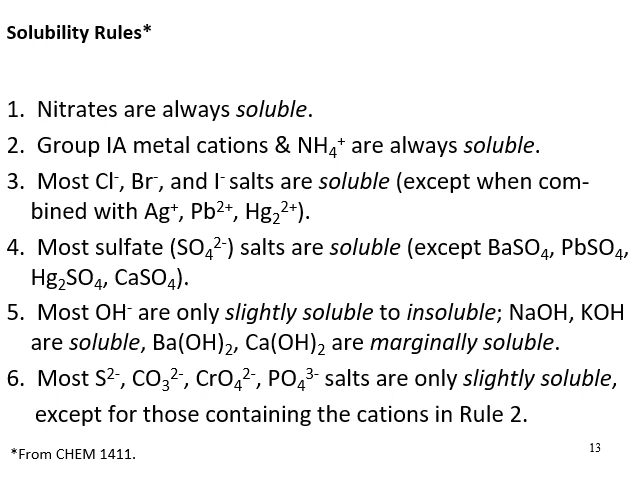 Solubility Rules*
1. Nitrates are always soluble.
2. Group IA metal cations & NH₄⁺ are always soluble.
3. Most Cl⁻, Br⁻, and I⁻ salts are soluble (except when com-
bined with Ag⁺, Pb²⁺, Hg₂²⁺).
4. Most sulfate (SO₄²⁻) salts are soluble (except BaSO₄, PbSO₄,
Hg₂SO₄, CaSO₄).
5. Most OH⁻ are only slightly soluble to insoluble; NaOH, KOH
are soluble, Ba(OH)₂, Ca(OH)₂ are marginally soluble.
6. Most S²⁻, CO₃²⁻, CrO₄²⁻, PO₄³⁻ salts are only slightly soluble,
except for those containing the cations in Rule 2.
*From CHEM 1411.
13